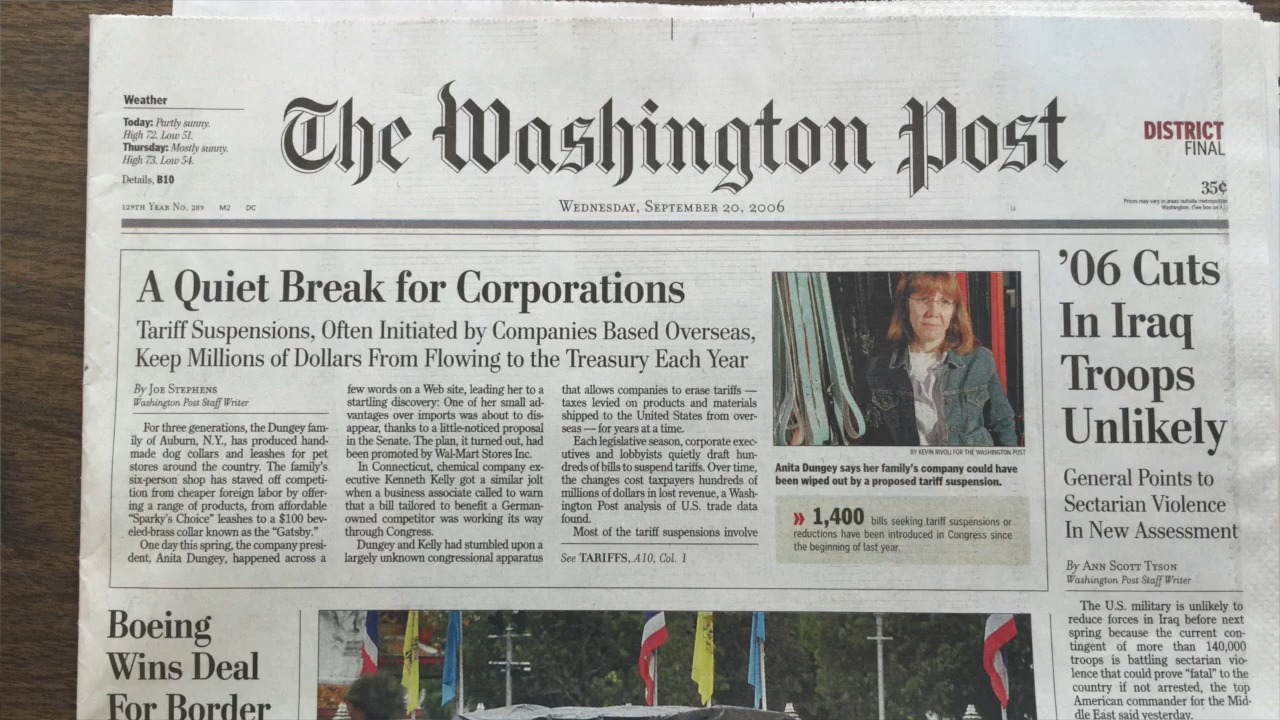 Weather
Today: Partly sunny.
High 72. Low 51.
Thursday: Mostly sunny.
High 73. Low 54.
Details, B10
129TH YEAR No. 289 M2 DC
The Washington Post
WEDNESDAY, SEPTEMBER 20, 2006
DISTRICT
FINAL
35¢
Prices may vary in areas outside metropolitan
Washington. (See box on A2)
A Quiet Break for Corporations
Tariff Suspensions, Often Initiated by Companies Based Overseas,
Keep Millions of Dollars From Flowing to the Treasury Each Year
By JOE STEPHENS
Washington Post Staff Writer
For three generations, the Dungey fam-
ily of Auburn, N.Y., has produced hand-
made dog collars and leashes for pet
stores around the country. The family's
six-person shop has staved off competi-
tion from cheaper foreign labor by offer-
ing a range of products, from affordable
“Sparky's Choice” leashes to a $100 bev-
eled-brass collar known as the “Gatsby.”
One day this spring, the company presi-
dent, Anita Dungey, happened across a
few words on a Web site, leading her to a
startling discovery: One of her small ad-
vantages over imports was about to dis-
appear, thanks to a little-noticed proposal
in the Senate. The plan, it turned out, had
been promoted by Wal-Mart Stores Inc.
In Connecticut, chemical company ex-
ecutive Kenneth Kelly got a similar jolt
when a business associate called to warn
that a bill tailored to benefit a German-
owned competitor was working its way
through Congress.
Dungey and Kelly had stumbled upon a
largely unknown congressional apparatus
that allows companies to erase tariffs —
taxes levied on products and materials
shipped to the United States from over-
seas — for years at a time.
Each legislative season, corporate exec-
utives and lobbyists quietly draft hun-
dreds of bills to suspend tariffs. Over time,
the changes cost taxpayers hundreds of
millions of dollars in lost revenue, a Wash-
ington Post analysis of U.S. trade data
found.
Most of the tariff suspensions involve
See TARIFFS, A10, Col. 1
BY KEVIN RIVOLI FOR THE WASHINGTON POST
Anita Dungey says her family's company could have
been wiped out by a proposed tariff suspension.
» 1,400 bills seeking tariff suspensions or
reductions have been introduced in Congress since
the beginning of last year.
'06 Cuts
In Iraq
Troops
Unlikely
General Points to
Sectarian Violence
In New Assessment
By ANN SCOTT TYSON
Washington Post Staff Writer
The U.S. military is unlikely to
reduce forces in Iraq before next
spring because the current con-
tingent of more than 140,000
troops is battling sectarian vio-
lence that could prove “fatal” to the
country if not arrested, the top
American commander for the Mid-
dle East said yesterday.
Boeing
Wins Deal
For Border